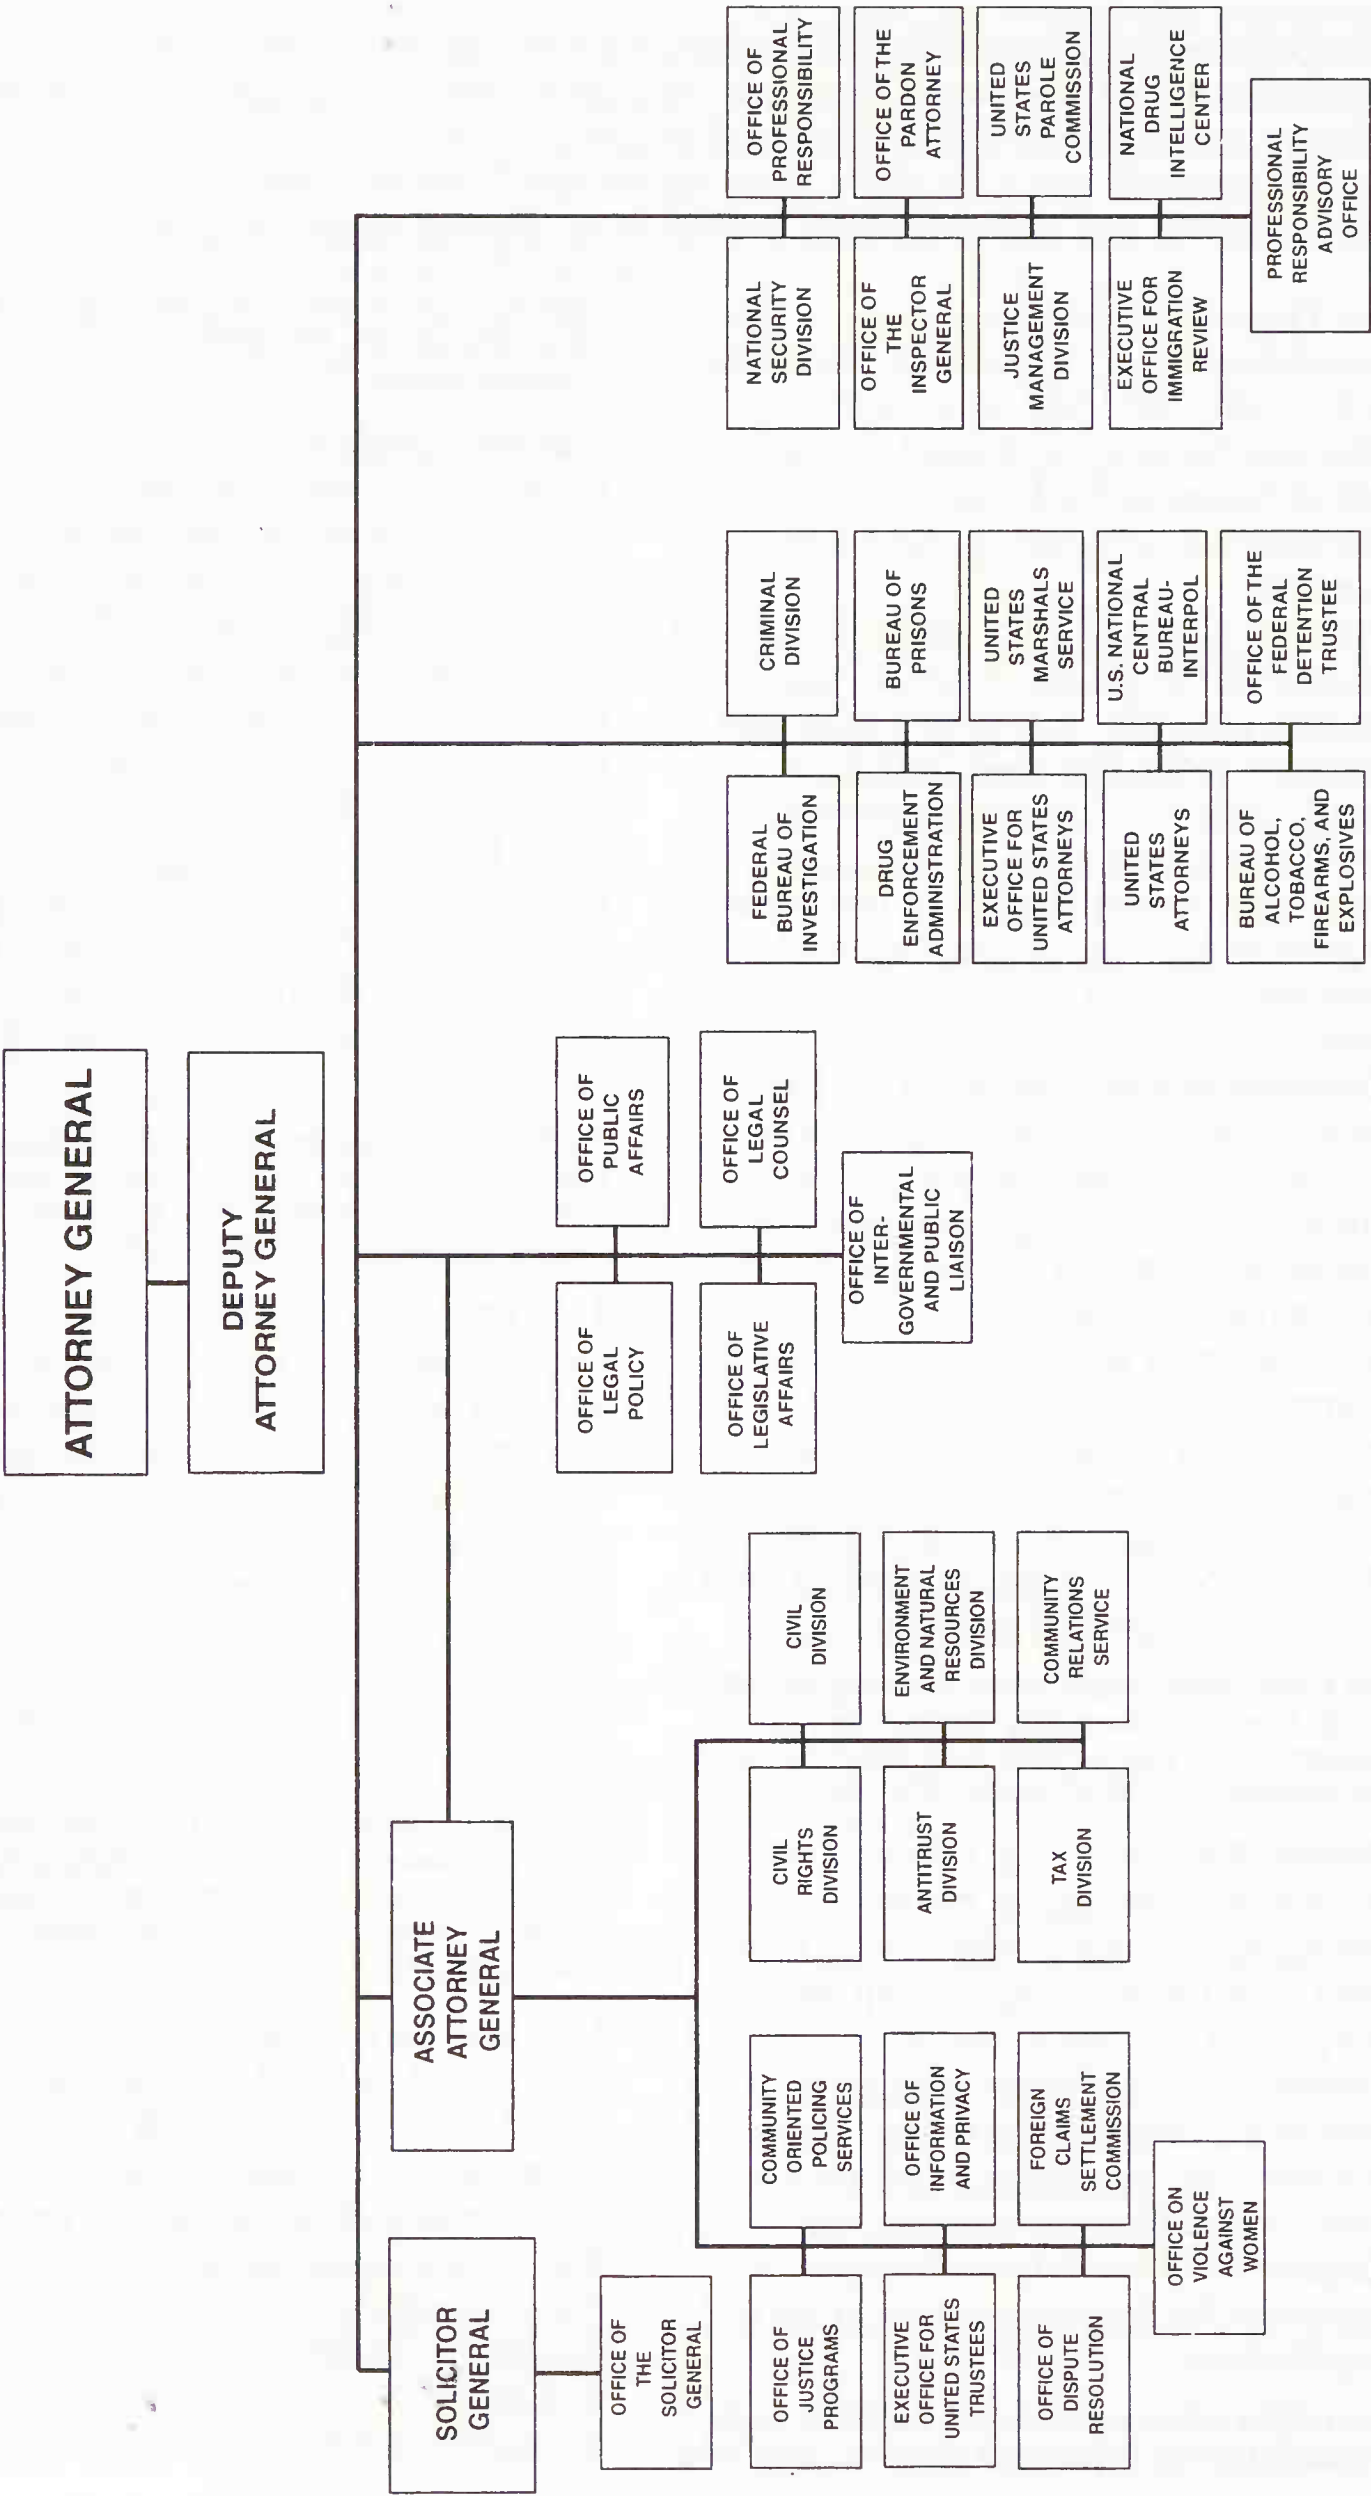 ATTORNEY GENERAL
DEPUTY
ATTORNEY GENERAL
SOLICITOR
GENERAL
OFFICE OF
THE
SOLICITOR
GENERAL
ASSOCIATE
ATTORNEY
GENERAL
OFFICE OF
JUSTICE
PROGRAMS
COMMUNITY
ORIENTED
POLICING
SERVICES
EXECUTIVE
OFFICE FOR
UNITED STATES
TRUSTEES
OFFICE OF
INFORMATION
AND PRIVACY
OFFICE OF
DISPUTE
RESOLUTION
FOREIGN
CLAIMS
SETTLEMENT
COMMISSION
OFFICE ON
VIOLENCE
AGAINST
WOMEN
CIVIL
RIGHTS
DIVISION
CIVIL
DIVISION
ANTITRUST
DIVISION
ENVIRONMENT
AND NATURAL
RESOURCES
DIVISION
TAX
DIVISION
COMMUNITY
RELATIONS
SERVICE
OFFICE OF
LEGAL
POLICY
OFFICE OF
PUBLIC
AFFAIRS
OFFICE OF
LEGISLATIVE
AFFAIRS
OFFICE OF
LEGAL
COUNSEL
OFFICE OF
INTER-
GOVERNMENTAL
AND PUBLIC
LIAISON
FEDERAL
BUREAU OF
INVESTIGATION
CRIMINAL
DIVISION
DRUG
ENFORCEMENT
ADMINISTRATION
BUREAU OF
PRISONS
EXECUTIVE
OFFICE FOR
UNITED STATES
ATTORNEYS
UNITED
STATES
MARSHALS
SERVICE
UNITED
STATES
ATTORNEYS
U.S. NATIONAL
CENTRAL
BUREAU-
INTERPOL
BUREAU OF
ALCOHOL,
TOBACCO,
FIREARMS, AND
EXPLOSIVES
OFFICE OF THE
FEDERAL
DETENTION
TRUSTEE
NATIONAL
SECURITY
DIVISION
OFFICE OF
PROFESSIONAL
RESPONSIBILITY
OFFICE OF
THE
INSPECTOR
GENERAL
OFFICE OF THE
PARDON
ATTORNEY
JUSTICE
MANAGEMENT
DIVISION
UNITED
STATES
PAROLE
COMMISSION
EXECUTIVE
OFFICE FOR
IMMIGRATION
REVIEW
NATIONAL
DRUG
INTELLIGENCE
CENTER
PROFESSIONAL
RESPONSIBILITY
ADVISORY
OFFICE